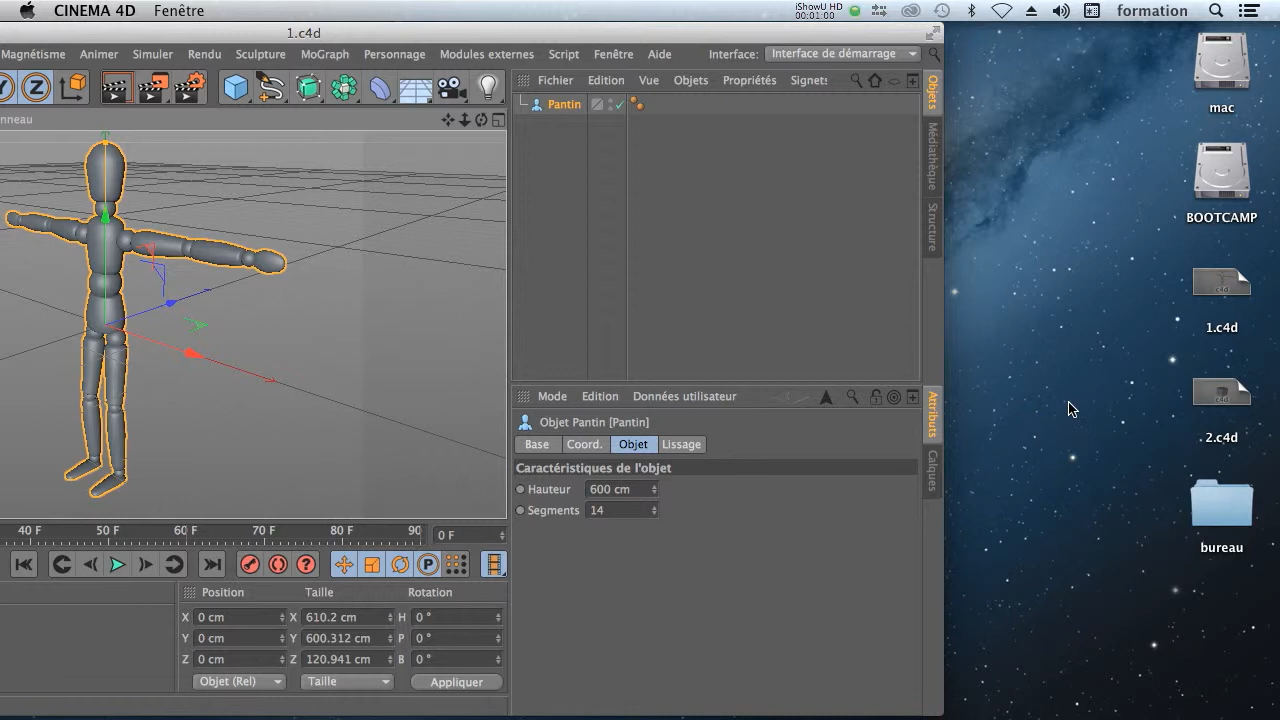 CINEMA 4D Fenêtre iShowU HD 00:01:00 formation
1.c4d
Magnétisme Animer Simuler Rendu Sculpture MoGraph Personnage Modules externes Script Fenêtre Aide Interface: Interface de démarrage
Y Z Fichier Edition Vue Objets Propriétés Signets
Pantin
nneau
Objets
Médiathèque
Structure
Mode Edition Données utilisateur
Objet Pantin [Pantin]
Base Coord. Objet Lissage
Caractéristiques de l'objet
Hauteur 600 cm
Segments 14
Attributs
Calques
40 F 50 F 60 F 70 F 80 F 90 0 F
P
Position Taille Rotation
X 0 cm X 610.2 cm H 0 °
Y 0 cm Y 600.312 cm P 0 °
Z 0 cm Z 120.941 cm B 0 °
Objet (Rel) Taille Appliquer
mac
BOOTCAMP
c4d
1.c4d
c4d
2.c4d
bureau